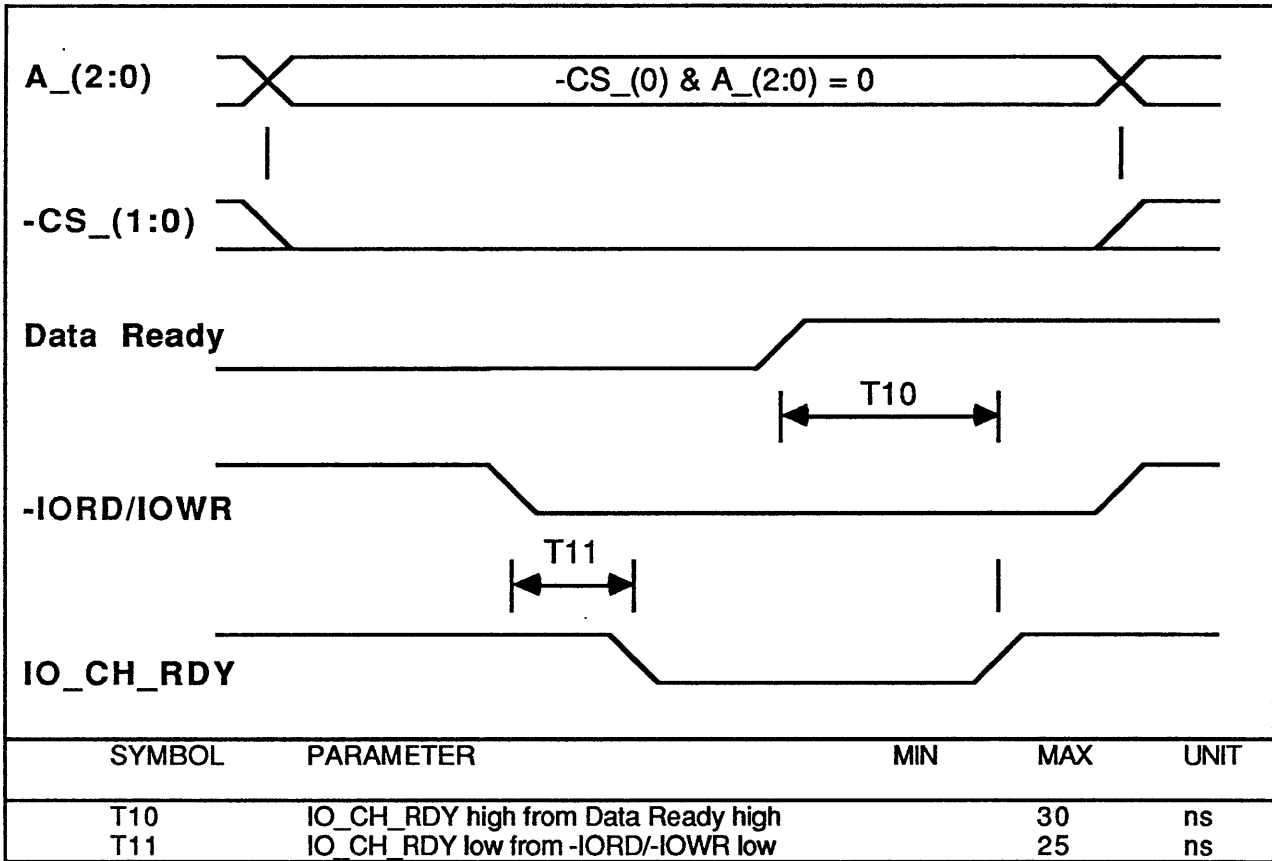 A_(2:0)
-CS_(0) & A_(2:0) = 0
-CS_(1:0)
Data Ready
T10
-IORD/IOWR
T11
IO_CH_RDY
SYMBOL PARAMETER MIN MAX UNIT
T10 IO_CH_RDY high from Data Ready high 30 ns
T11 IO_CH_RDY low from -IORD/-IOWR low 25 ns